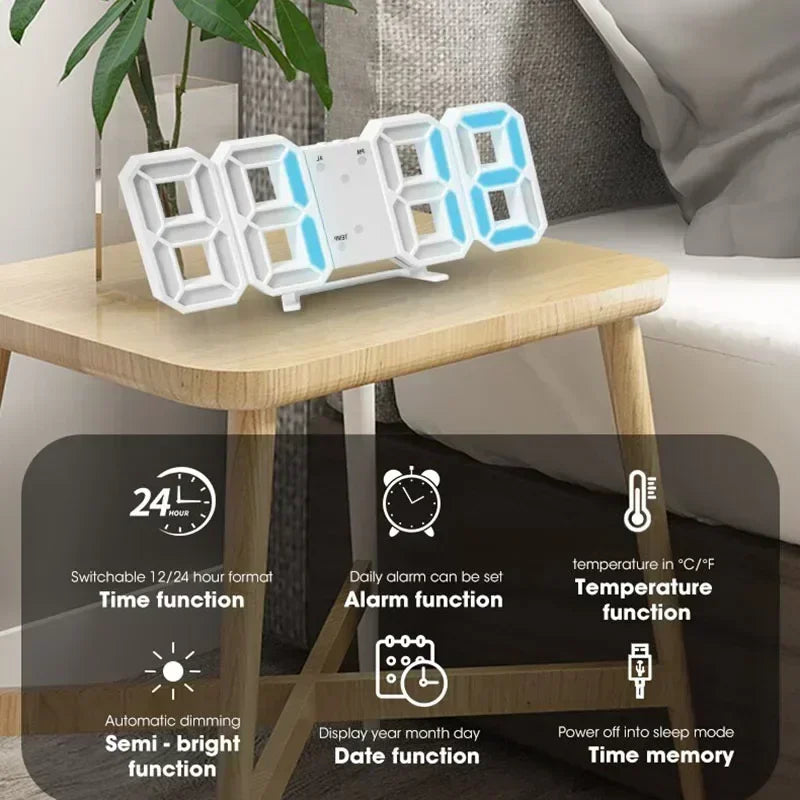 1 12
24
HOUR
Switchable 12/24 hour format
Time function
Daily alarm can be set
Alarm function
temperature in °C/°F
Temperature
function
Automatic dimming
Semi - bright
function
Display year month day
Date function
Power off into sleep mode
Time memory